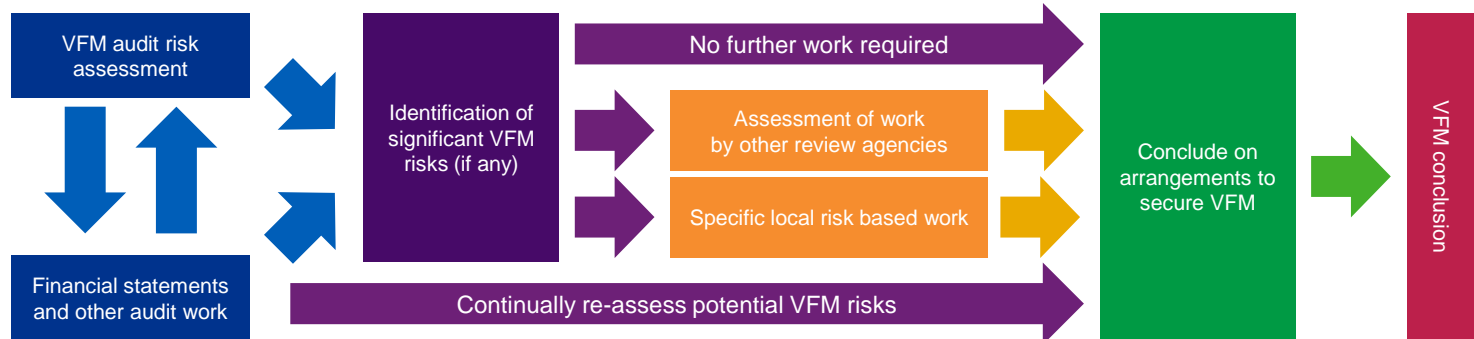 VFM audit risk
assessment
Financial statements
and other audit work
Identification of
significant VFM
risks (if any)
No further work required
Assessment of work
by other review agencies
Specific local risk based work
Continually re-assess potential VFM risks
Conclude on
arrangements to
secure VFM
VFM conclusion